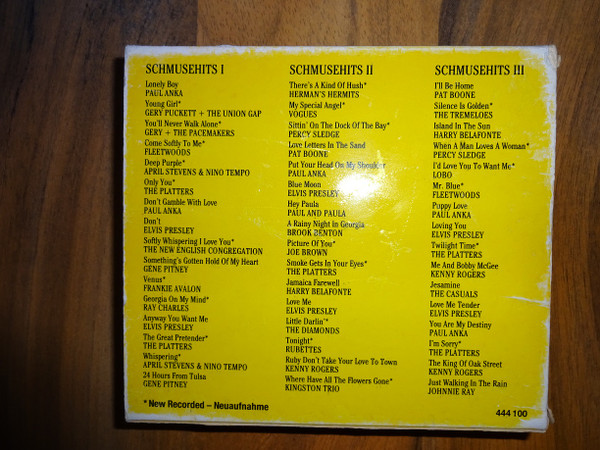 SCHMUSEHITS I
Lonely Boy
PAUL ANKA
Young Girl*
GERY PUCKETT + THE UNION GAP
You'll Never Walk Alone*
GERY + THE PACEMAKERS
Come Softly To Me*
FLEETWOODS
Deep Purple*
APRIL STEVENS & NINO TEMPO
Only You*
THE PLATTERS
Don't Gamble With Love
PAUL ANKA
Don't
ELVIS PRESLEY
Softly Whispering I Love You*
THE NEW ENGLISH CONGREGATION
Something's Gotten Hold Of My Heart
GENE PITNEY
Venus*
FRANKIE AVALON
Georgia On My Mind*
RAY CHARLES
Anyway You Want Me
ELVIS PRESLEY
The Great Pretender*
THE PLATTERS
Whispering*
APRIL STEVENS & NINO TEMPO
24 Hours From Tulsa
GENE PITNEY
SCHMUSEHITS II
There's A Kind Of Hush*
HERMAN'S HERMITS
My Special Angel*
VOGUES
Sittin' On The Dock Of The Bay*
PERCY SLEDGE
Love Letters In The Sand
PAT BOONE
Put Your Head On My Shoulder
PAUL ANKA
Blue Moon
ELVIS PRESLEY
Hey Paula
PAUL AND PAULA
A Rainy Night In Georgia
BROOK BENTON
Picture Of You*
JOE BROWN
Smoke Gets In Your Eyes*
THE PLATTERS
Jamaica Farewell
HARRY BELAFONTE
Love Me
ELVIS PRESLEY
Little Darlin'*
THE DIAMONDS
Tonight*
RUBETTES
Ruby Don't Take Your Love To Town
KENNY ROGERS
Where Have All The Flowers Gone*
KINGSTON TRIO
SCHMUSEHITS III
I'll Be Home
PAT BOONE
Silence Is Golden*
THE TREMELOES
Island In The Sun
HARRY BELAFONTE
When A Man Loves A Woman*
PERCY SLEDGE
I'd Love You To Want Me*
LOBO
Mr. Blue*
FLEETWOODS
Puppy Love
PAUL ANKA
Loving You
ELVIS PRESLEY
Twilight Time*
THE PLATTERS
Me And Bobby McGee
KENNY ROGERS
Jesamine
THE CASUALS
Love Me Tender
ELVIS PRESLEY
You Are My Destiny
PAUL ANKA
I'm Sorry*
THE PLATTERS
The King Of Oak Street
KENNY ROGERS
Just Walking In The Rain
JOHNNIE RAY
* New Recorded – Neuaufnahme
444 100